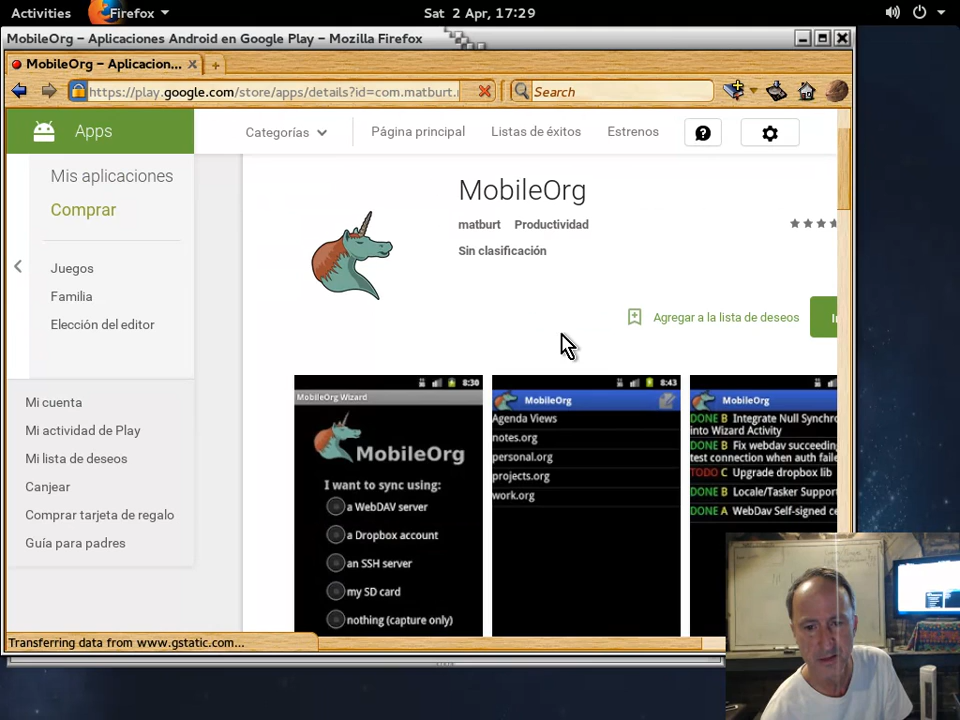 Activities Firefox Sat 2 Apr, 17:29
MobileOrg – Aplicaciones Android en Google Play – Mozilla Firefox
MobileOrg – Aplicacion...
https://play.google.com/store/apps/details?id=com.matburt. Search
Apps Categorías Página principal Listas de éxitos Estrenos
Mis aplicaciones
Comprar
Juegos
Familia
Elección del editor
Mi cuenta
Mi actividad de Play
Mi lista de deseos
Canjear
Comprar tarjeta de regalo
Guía para padres
MobileOrg
matburt Productividad
Sin clasificación
Agregar a la lista de deseos
8:30
MobileOrg Wizard
MobileOrg
I want to sync using:
a WebDAV server
a Dropbox account
an SSH server
my SD card
nothing (capture only)
8:43
MobileOrg
Agenda Views
notes.org
personal.org
projects.org
work.org
MobileOrg
DONE B Integrate Null Synchro
into Wizard Activity
DONE B Fix webdav succeeding
test connection when auth faile
TODO C Upgrade dropbox lib
DONE B Locale/Tasker Support
DONE A WebDav Self-signed ce
Transferring data from www.gstatic.com...